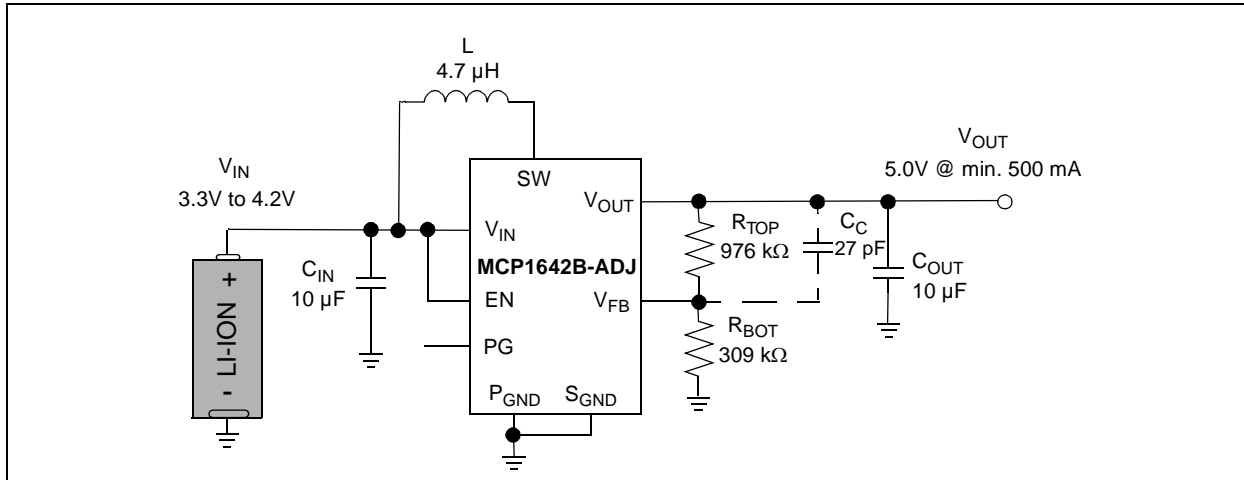 L
4.7 µH
V_IN
3.3V to 4.2V
LI-ION
+
-
C_IN
10 µF
SW
V_IN
V_OUT
MCP1642B-ADJ
EN
V_FB
PG
P_GND
S_GND
R_TOP
976 kΩ
C_C
27 pF
R_BOT
309 kΩ
C_OUT
10 µF
V_OUT
5.0V @ min. 500 mA